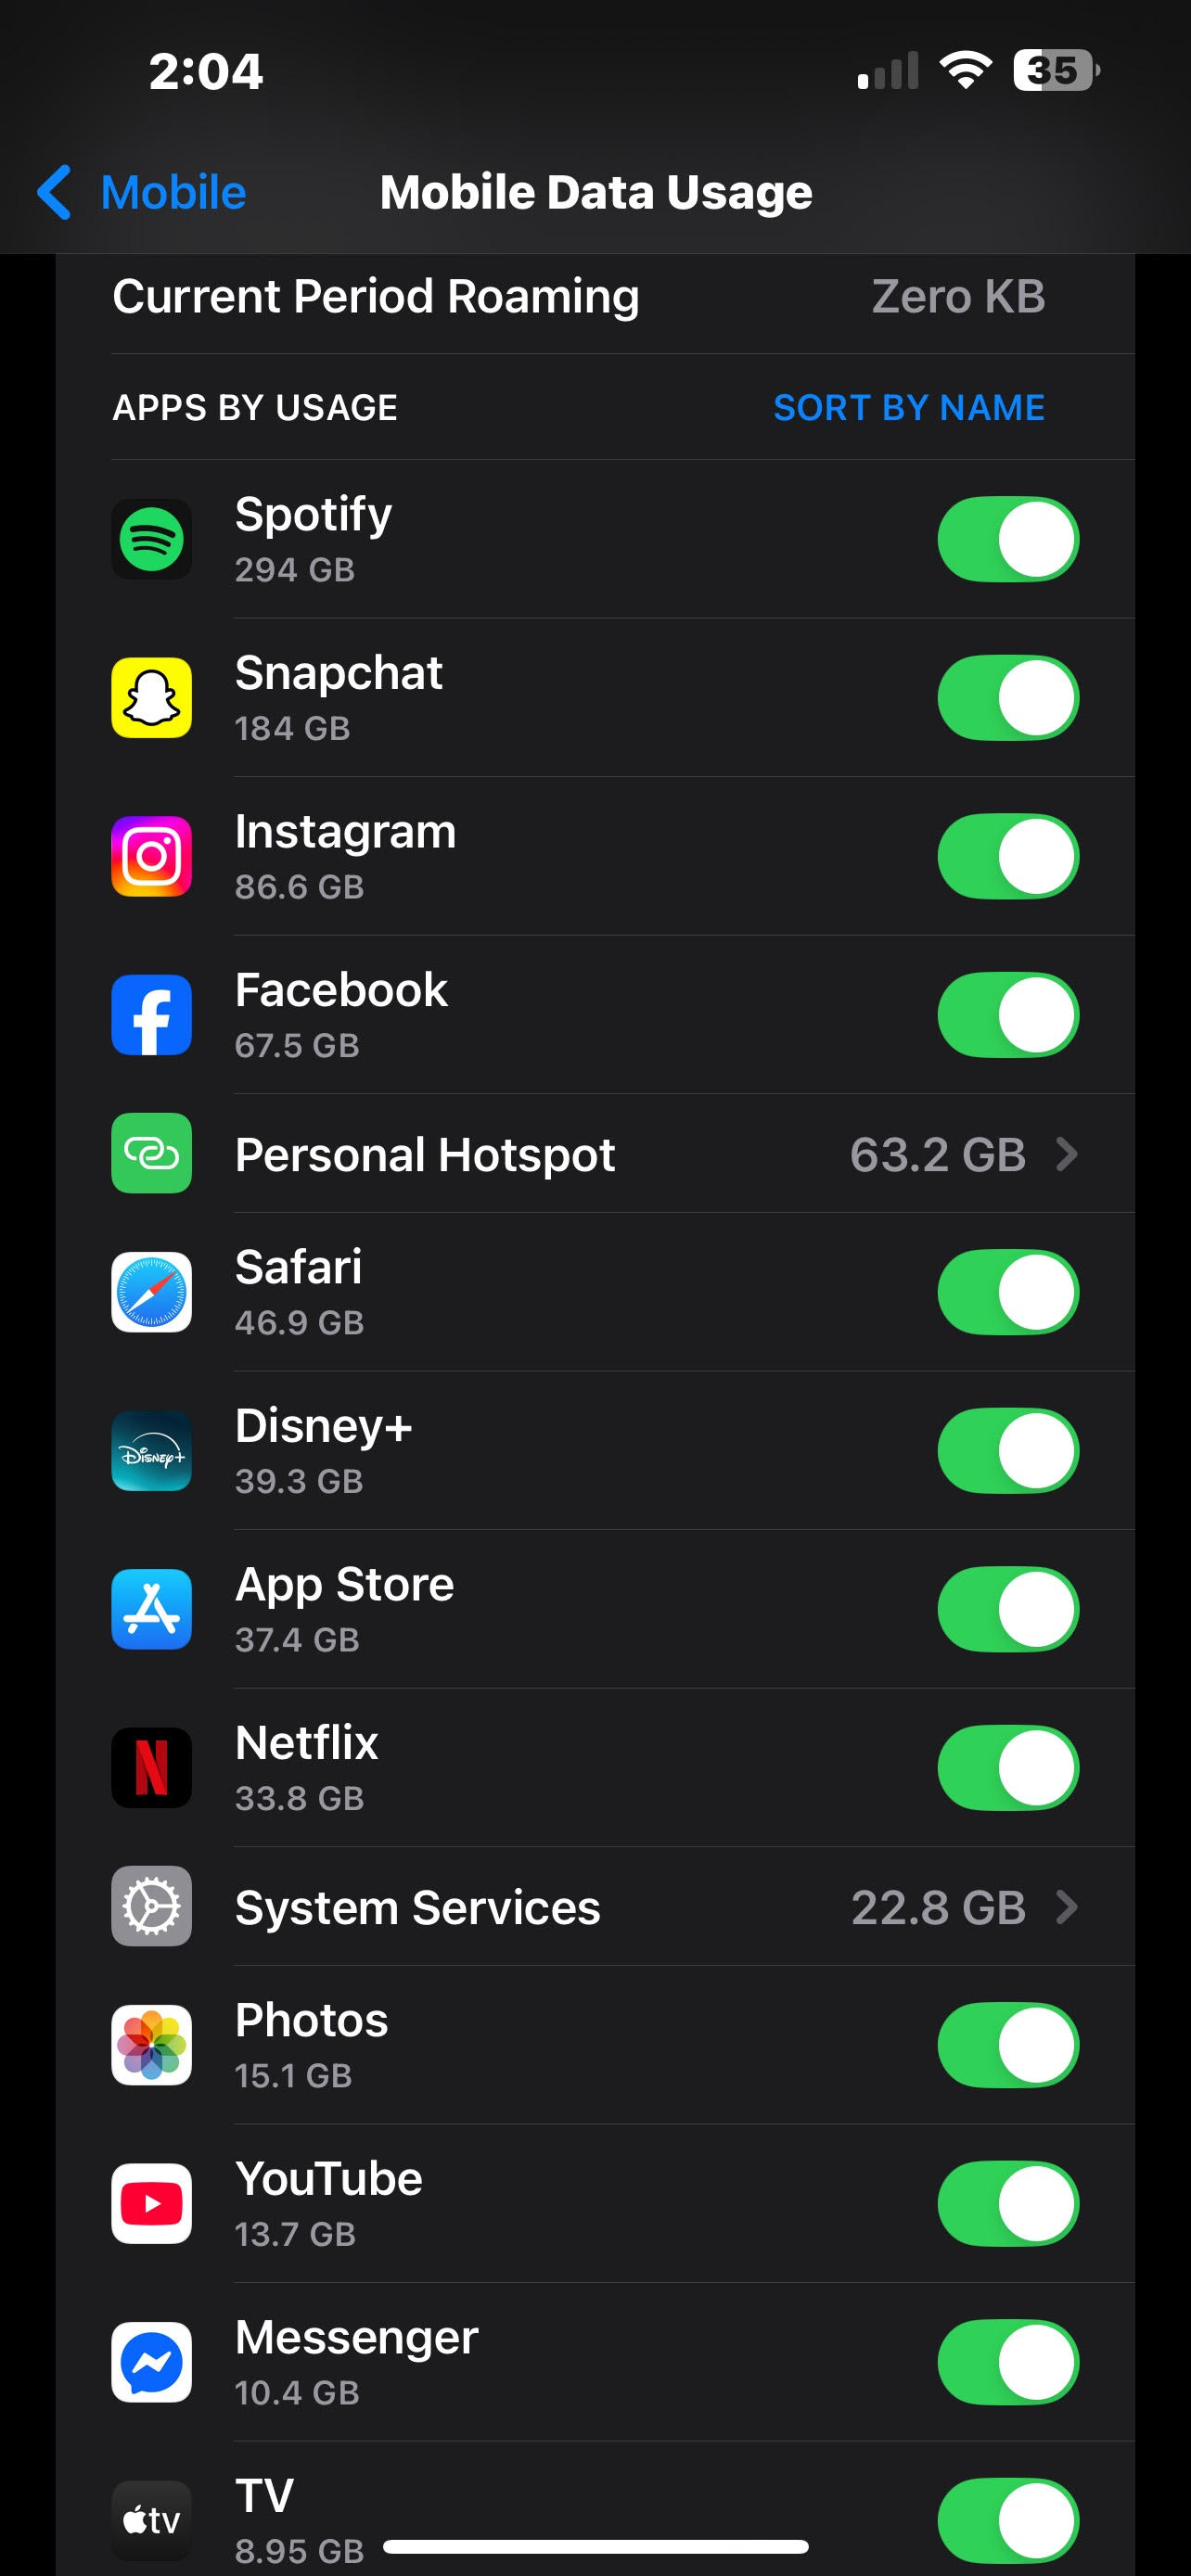 2:04
35
Mobile
Mobile Data Usage
Current Period Roaming Zero KB
APPS BY USAGE SORT BY NAME
Spotify
294 GB
Snapchat
184 GB
Instagram
86.6 GB
Facebook
67.5 GB
Personal Hotspot 63.2 GB
Safari
46.9 GB
Disney+
Disney+
39.3 GB
App Store
37.4 GB
Netflix
33.8 GB
System Services 22.8 GB
Photos
15.1 GB
YouTube
13.7 GB
Messenger
10.4 GB
TV
tv
8.95 GB